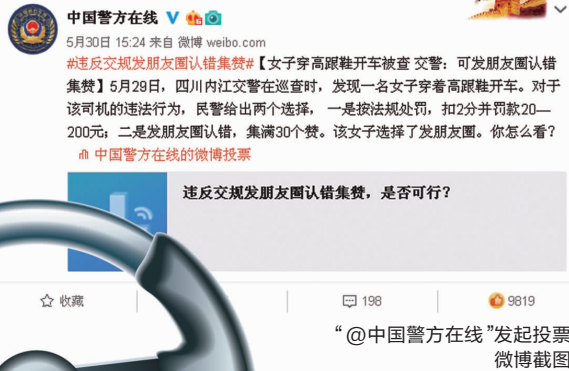 中国警方在线
5月30日 15:24 来自 微博 weibo.com
#违反交规发朋友圈认错集赞#【女子穿高跟鞋开车被查 交警：可发朋友圈认错
集赞】5月29日，四川内江交警在巡查时，发现一名女子穿着高跟鞋开车。对于
该司机的违法行为，民警给出两个选择，一是按法规处罚，扣2分并罚款20—
200元；二是发朋友圈认错，集满30个赞。该女子选择了发朋友圈。你怎么看？
中国警方在线的微博投票
违反交规发朋友圈认错集赞，是否可行？
收藏
198
9819
“@中国警方在线”发起投票
微博截图